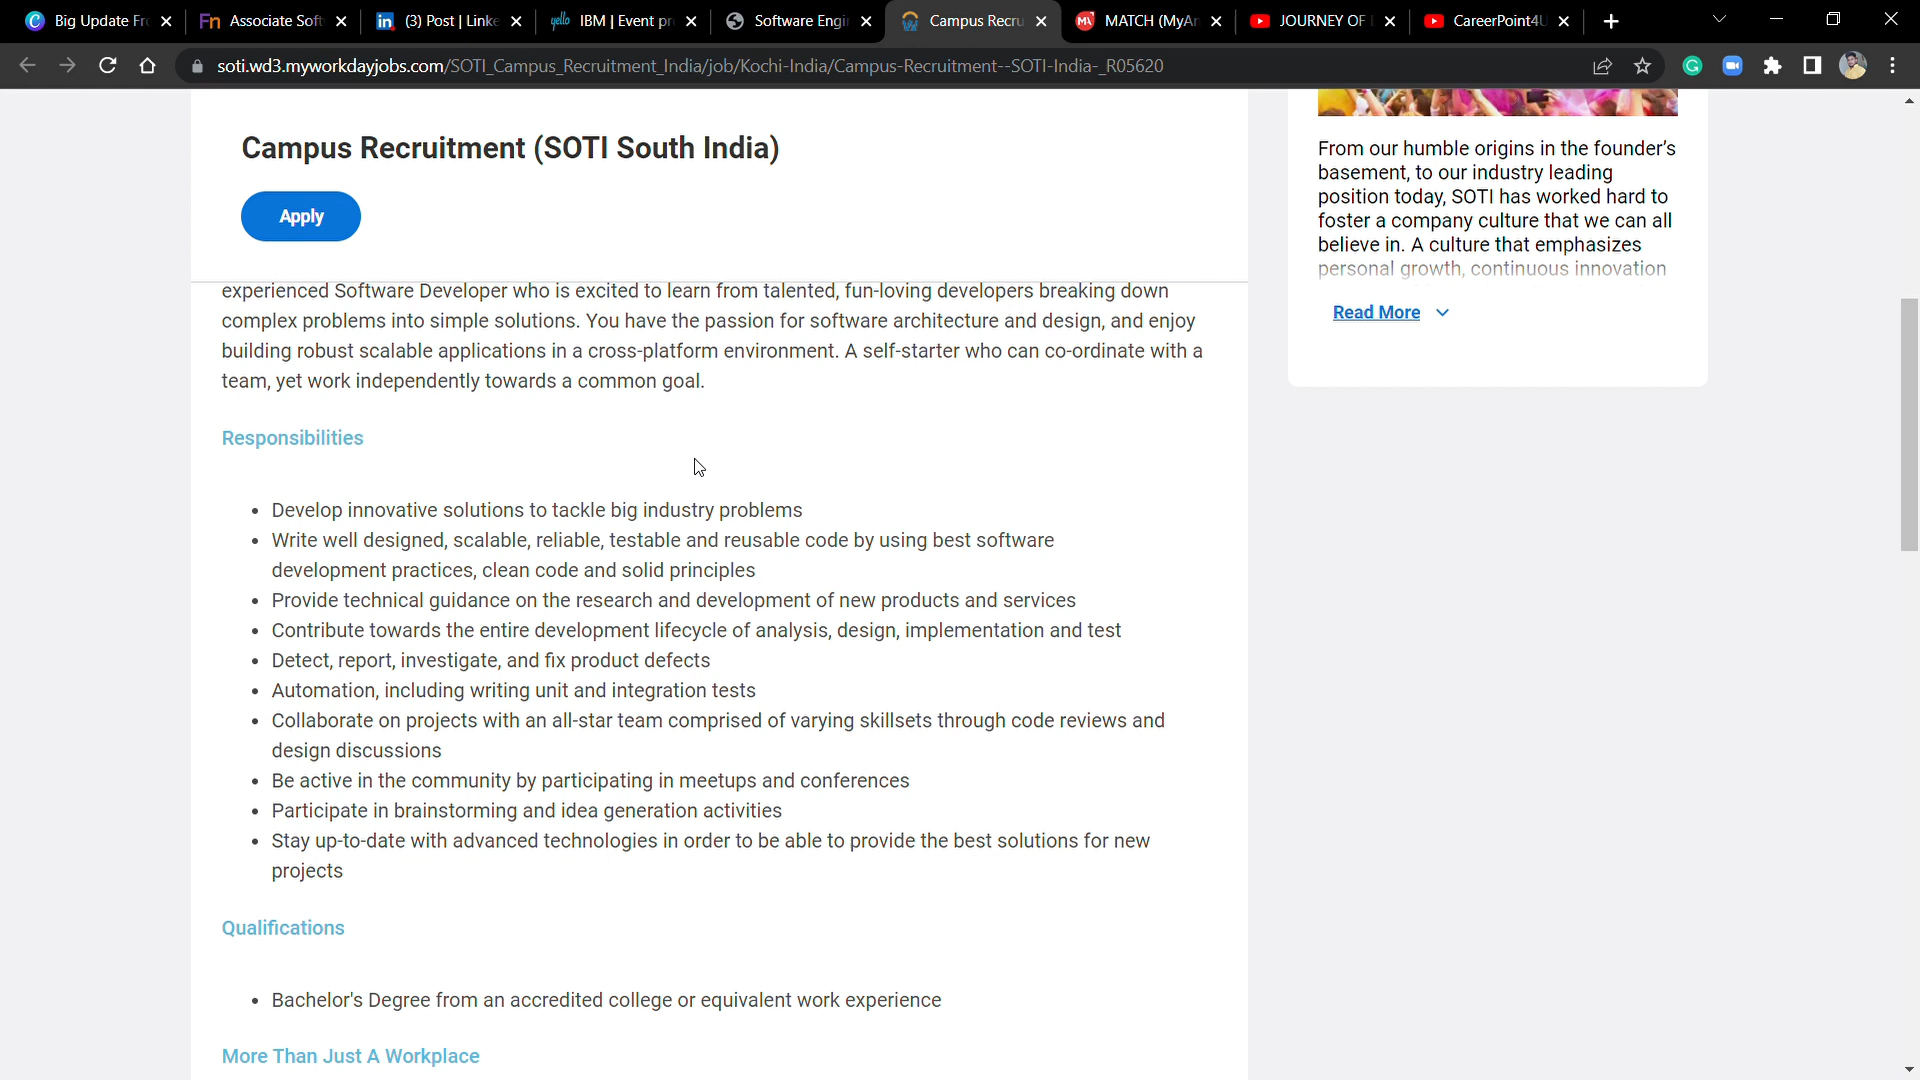 Big Update Fr
Associate Soft
(3) Post | Linke
yello IBM | Event pr
Software Engi
Campus Recru
MATCH (MyAn
JOURNEY OF
CareerPoint4U
soti.wd3.myworkdayjobs.com/SOTI_Campus_Recruitment_India/job/Kochi-India/Campus-Recruitment--SOTI-India-_R05620
Campus Recruitment (SOTI South India)
Apply
experienced Software Developer who is excited to learn from talented, fun-loving developers breaking down
complex problems into simple solutions. You have the passion for software architecture and design, and enjoy
building robust scalable applications in a cross-platform environment. A self-starter who can co-ordinate with a
team, yet work independently towards a common goal.
Responsibilities
• Develop innovative solutions to tackle big industry problems
• Write well designed, scalable, reliable, testable and reusable code by using best software
development practices, clean code and solid principles
• Provide technical guidance on the research and development of new products and services
• Contribute towards the entire development lifecycle of analysis, design, implementation and test
• Detect, report, investigate, and fix product defects
• Automation, including writing unit and integration tests
• Collaborate on projects with an all-star team comprised of varying skillsets through code reviews and
design discussions
• Be active in the community by participating in meetups and conferences
• Participate in brainstorming and idea generation activities
• Stay up-to-date with advanced technologies in order to be able to provide the best solutions for new
projects
Qualifications
• Bachelor's Degree from an accredited college or equivalent work experience
More Than Just A Workplace
From our humble origins in the founder's
basement, to our industry leading
position today, SOTI has worked hard to
foster a company culture that we can all
believe in. A culture that emphasizes
personal growth, continuous innovation
Read More